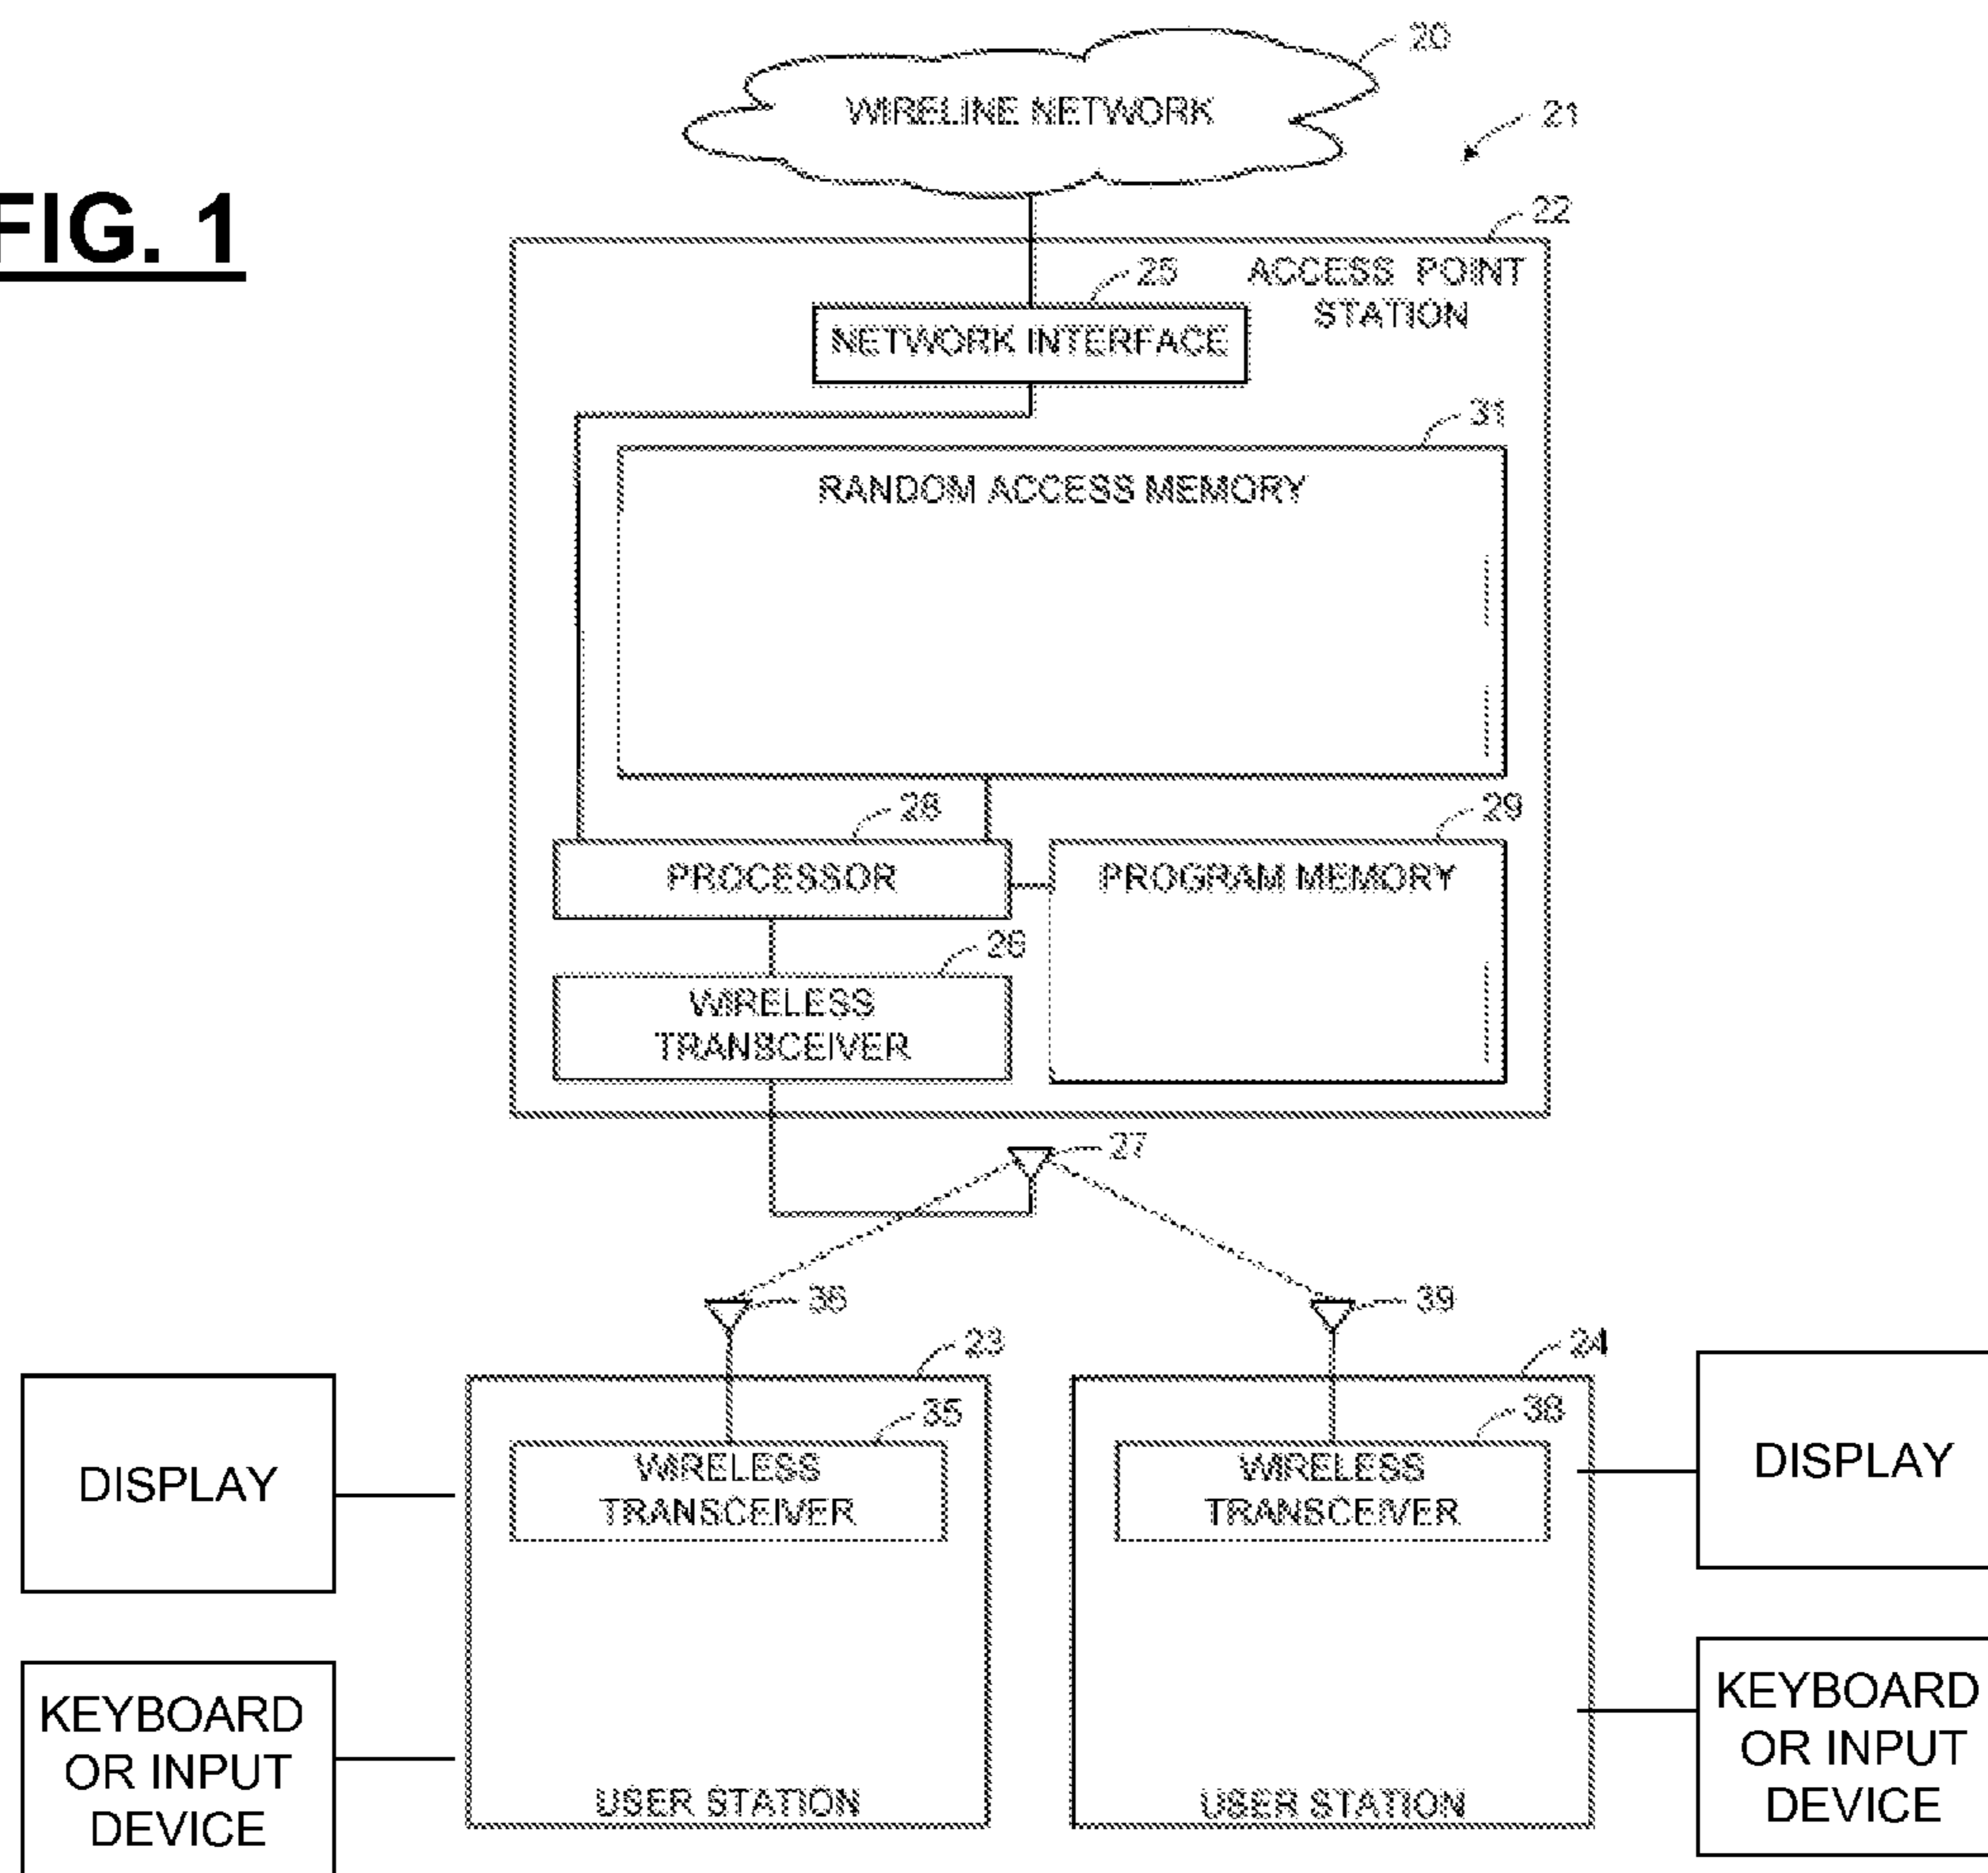 FIG. 1
20
WIRELINE NETWORK
21
22
25
ACCESS POINT
STATION
NETWORK INTERFACE
31
RANDOM ACCESS MEMORY
28
29
PROCESSOR
PROGRAM MEMORY
26
WIRELESS
TRANSCEIVER
27
36
39
23
24
35
38
DISPLAY
WIRELESS
TRANSCEIVER
WIRELESS
TRANSCEIVER
DISPLAY
KEYBOARD
OR INPUT
DEVICE
USER STATION
USER STATION
KEYBOARD
OR INPUT
DEVICE